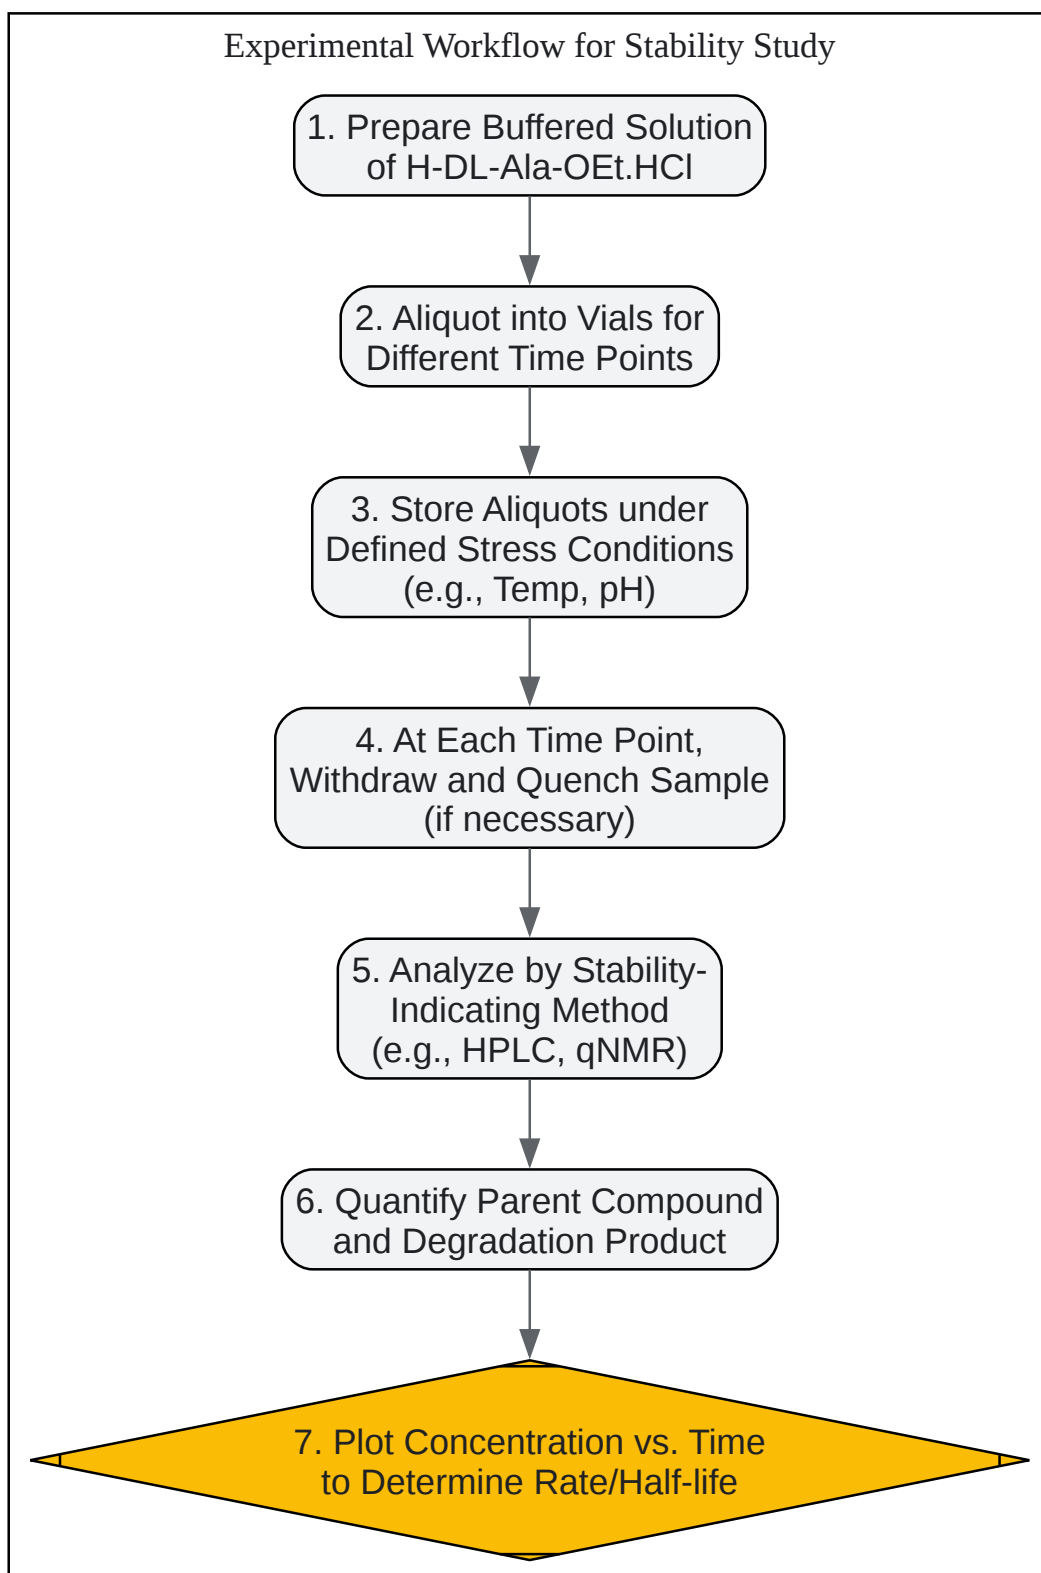 Experimental Workflow for Stability Study
1. Prepare Buffered Solution
of H-DL-Ala-OEt.HCl
2. Aliquot into Vials for
Different Time Points
3. Store Aliquots under
Defined Stress Conditions
(e.g., Temp, pH)
4. At Each Time Point,
Withdraw and Quench Sample
(if necessary)
5. Analyze by Stability-
Indicating Method
(e.g., HPLC, qNMR)
6. Quantify Parent Compound
and Degradation Product
7. Plot Concentration vs. Time
to Determine Rate/Half-life